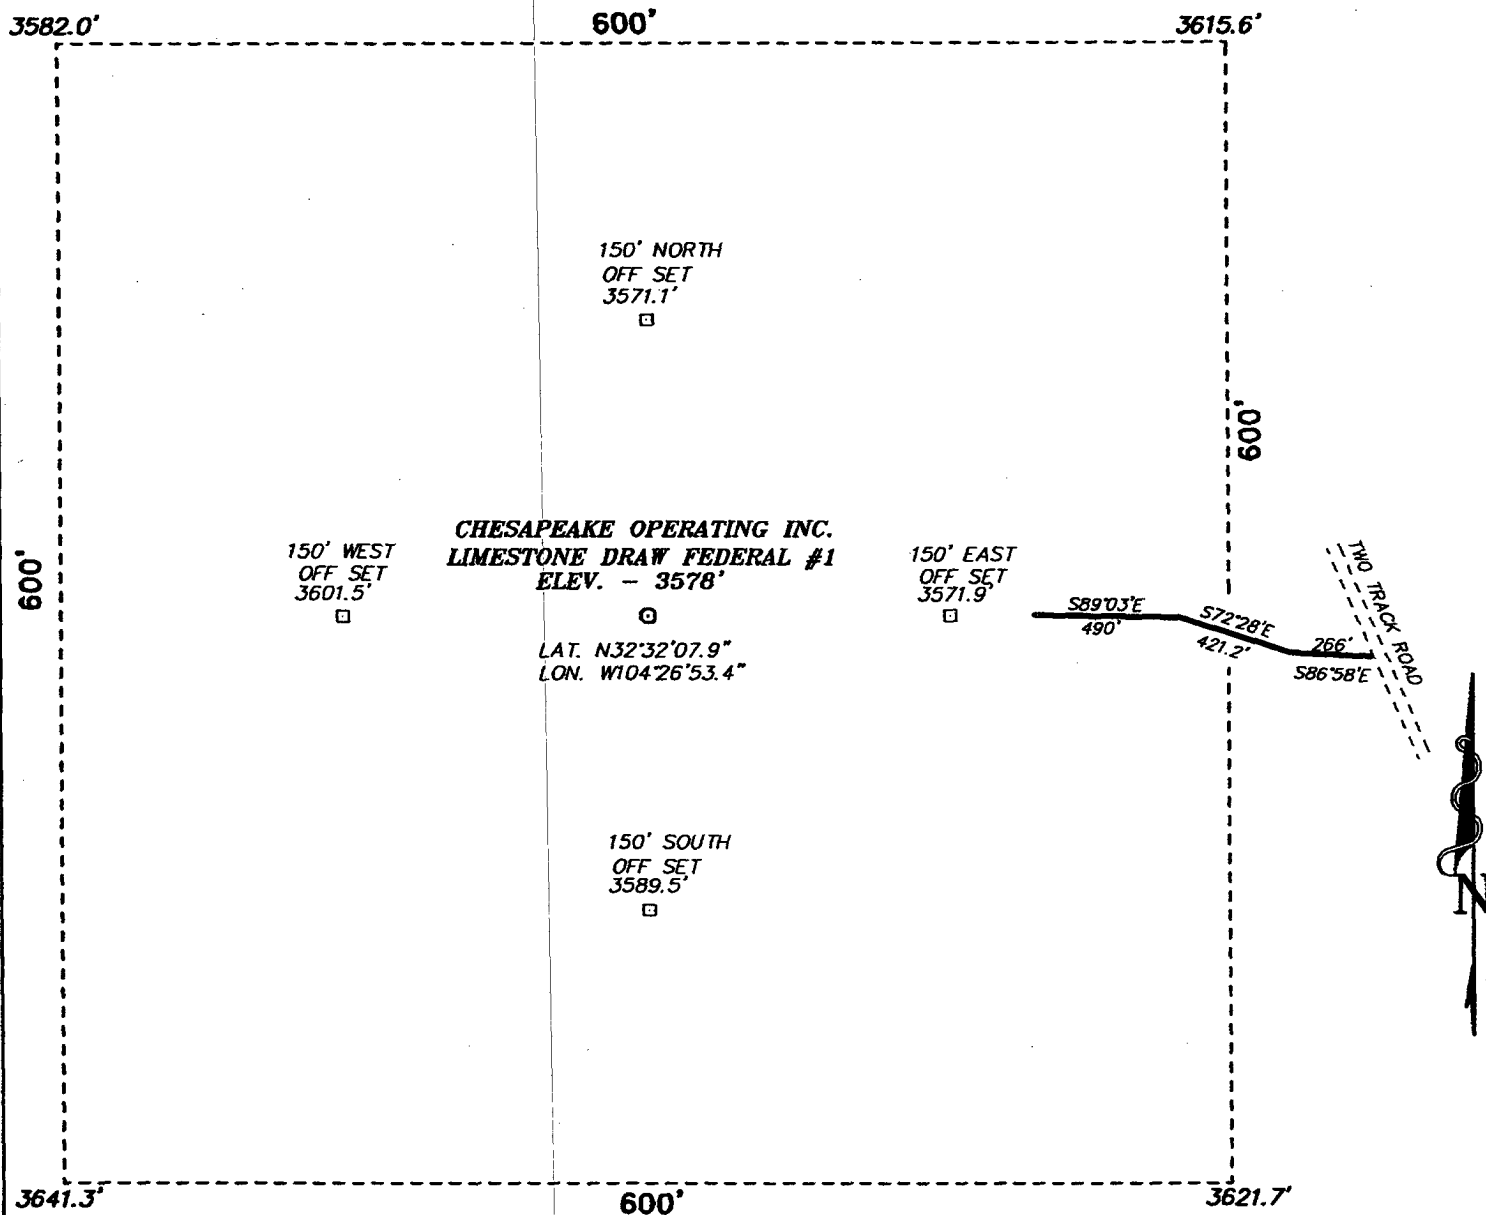 3582.0'
600'
3615.6'
150' NORTH
OFF SET
3571.1'
600'
CHESAPEAKE OPERATING INC.
LIMESTONE DRAW FEDERAL #1
ELEV. - 3578'
150' WEST
OFF SET
3601.5'
600'
150' EAST
OFF SET
3571.9'
LAT. N32°32'07.9"
LON. W104°26'53.4"
S89°03'E
490'
S72°28'E
421.2'
266'
S86°58'E
TWO TRACK ROAD
N
150' SOUTH
OFF SET
3589.5'
3641.3'
600'
3621.7'